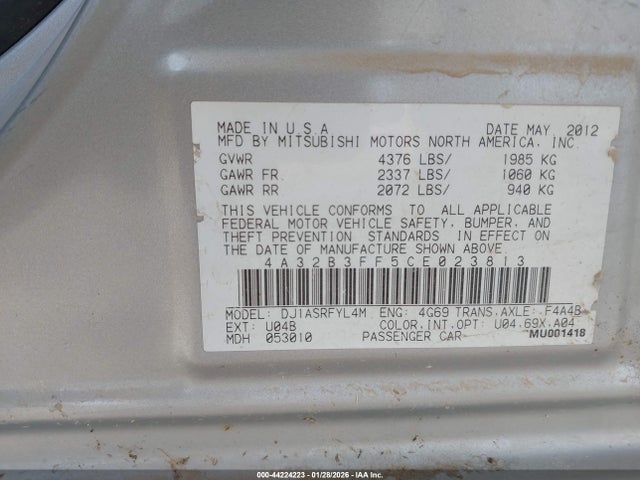 MADE IN U.S.A. DATE MAY 2012
MFD BY MITSUBISHI MOTORS NORTH AMERICA, INC.
GVWR 4376 LBS/ 1985 KG
GAWR FR 2337 LBS/ 1060 KG
GAWR RR 2072 LBS/ 940 KG
THIS VEHICLE CONFORMS TO ALL APPLICABLE
FEDERAL MOTOR VEHICLE SAFETY, BUMPER, AND
THEFT PREVENTION STANDARDS IN EFFECT ON
THE DATE OF MANUFACTURE SHOWN ABOVE.
4A32B3FF5CE023813
MODEL: DJ1ASRFYL4M ENG: 4G69 TRANS.AXLE: F4A4B
EXT: U04B COLOR.INT.OPT: U04.69X.A04
MDH 053010 PASSENGER CAR MU001418
000-44224223 | 01/28/2026 | IAA